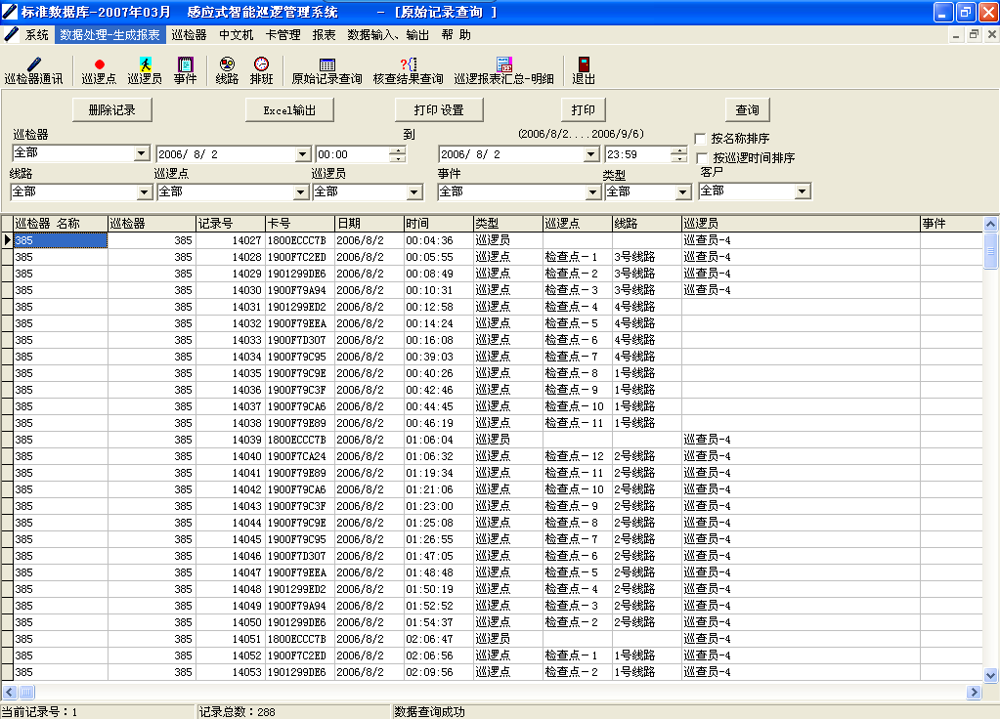 标准数据库-2007年03月 感应式智能巡逻管理系统 - [原始记录查询 ]
系统 数据处理-生成报表 巡检器 中文机 卡管理 报表 数据输入、输出 帮 助
巡检器通讯 巡逻点 巡逻员 事件 线路 排班 原始记录查询 核查结果查询 巡逻报表汇总-明细 退出
删除记录 Excel输出 打印 设置 打印 查询
巡检器 到 (2006/8/2....2006/9/6) 按名称排序
全部 2006/ 8/ 2 00:00 2006/ 8/ 2 23:59 按巡逻时间排序
线路 巡逻点 巡逻员 事件 类型 客户
全部 全部 全部 全部 全部 全部
巡检器 名称 巡检器 记录号 卡号 日期 时间 类型 巡逻点 线路 巡逻员 事件
385 385 14027 1800ECCC7B 2006/8/2 00:04:36 巡逻员 巡查员-4
385 385 14028 1900F7C2ED 2006/8/2 00:05:55 巡逻点 检查点-1 3号线路 巡查员-4
385 385 14029 1901299DE6 2006/8/2 00:08:49 巡逻点 检查点-2 3号线路 巡查员-4
385 385 14030 1900F79A94 2006/8/2 00:10:31 巡逻点 检查点-3 3号线路 巡查员-4
385 385 14031 1901299ED2 2006/8/2 00:12:58 巡逻点 检查点-4 4号线路
385 385 14032 1900F79EEA 2006/8/2 00:14:24 巡逻点 检查点-5 4号线路
385 385 14033 1900F7D307 2006/8/2 00:16:08 巡逻点 检查点-6 4号线路
385 385 14034 1900F79C95 2006/8/2 00:39:03 巡逻点 检查点-7 4号线路
385 385 14035 1900F79C9E 2006/8/2 00:40:26 巡逻点 检查点-8 1号线路
385 385 14036 1900F79C3F 2006/8/2 00:42:46 巡逻点 检查点-9 1号线路
385 385 14037 1900F79CA6 2006/8/2 00:44:45 巡逻点 检查点-10 1号线路
385 385 14038 1900F79E89 2006/8/2 00:46:19 巡逻点 检查点-11 1号线路
385 385 14039 1800ECCC7B 2006/8/2 01:06:04 巡逻员 巡查员-4
385 385 14040 1900F7CA24 2006/8/2 01:06:32 巡逻点 检查点-12 2号线路 巡查员-4
385 385 14041 1900F79E89 2006/8/2 01:19:34 巡逻点 检查点-11 2号线路 巡查员-4
385 385 14042 1900F79CA6 2006/8/2 01:21:06 巡逻点 检查点-10 2号线路 巡查员-4
385 385 14043 1900F79C3F 2006/8/2 01:23:00 巡逻点 检查点-9 2号线路 巡查员-4
385 385 14044 1900F79C9E 2006/8/2 01:25:08 巡逻点 检查点-8 2号线路 巡查员-4
385 385 14045 1900F79C95 2006/8/2 01:26:55 巡逻点 检查点-7 2号线路 巡查员-4
385 385 14046 1900F7D307 2006/8/2 01:47:05 巡逻点 检查点-6 2号线路 巡查员-4
385 385 14047 1900F79EEA 2006/8/2 01:48:48 巡逻点 检查点-5 2号线路 巡查员-4
385 385 14048 1901299ED2 2006/8/2 01:50:19 巡逻点 检查点-4 2号线路 巡查员-4
385 385 14049 1900F79A94 2006/8/2 01:52:52 巡逻点 检查点-3 2号线路 巡查员-4
385 385 14050 1901299DE6 2006/8/2 01:54:37 巡逻点 检查点-2 2号线路 巡查员-4
385 385 14051 1800ECCC7B 2006/8/2 02:06:47 巡逻员 巡查员-4
385 385 14052 1900F7C2ED 2006/8/2 02:06:56 巡逻点 检查点-1 1号线路 巡查员-4
385 385 14053 1901299DE6 2006/8/2 02:09:56 巡逻点 检查点-2 1号线路 巡查员-4
当前记录号：1 记录总数：288 数据查询成功